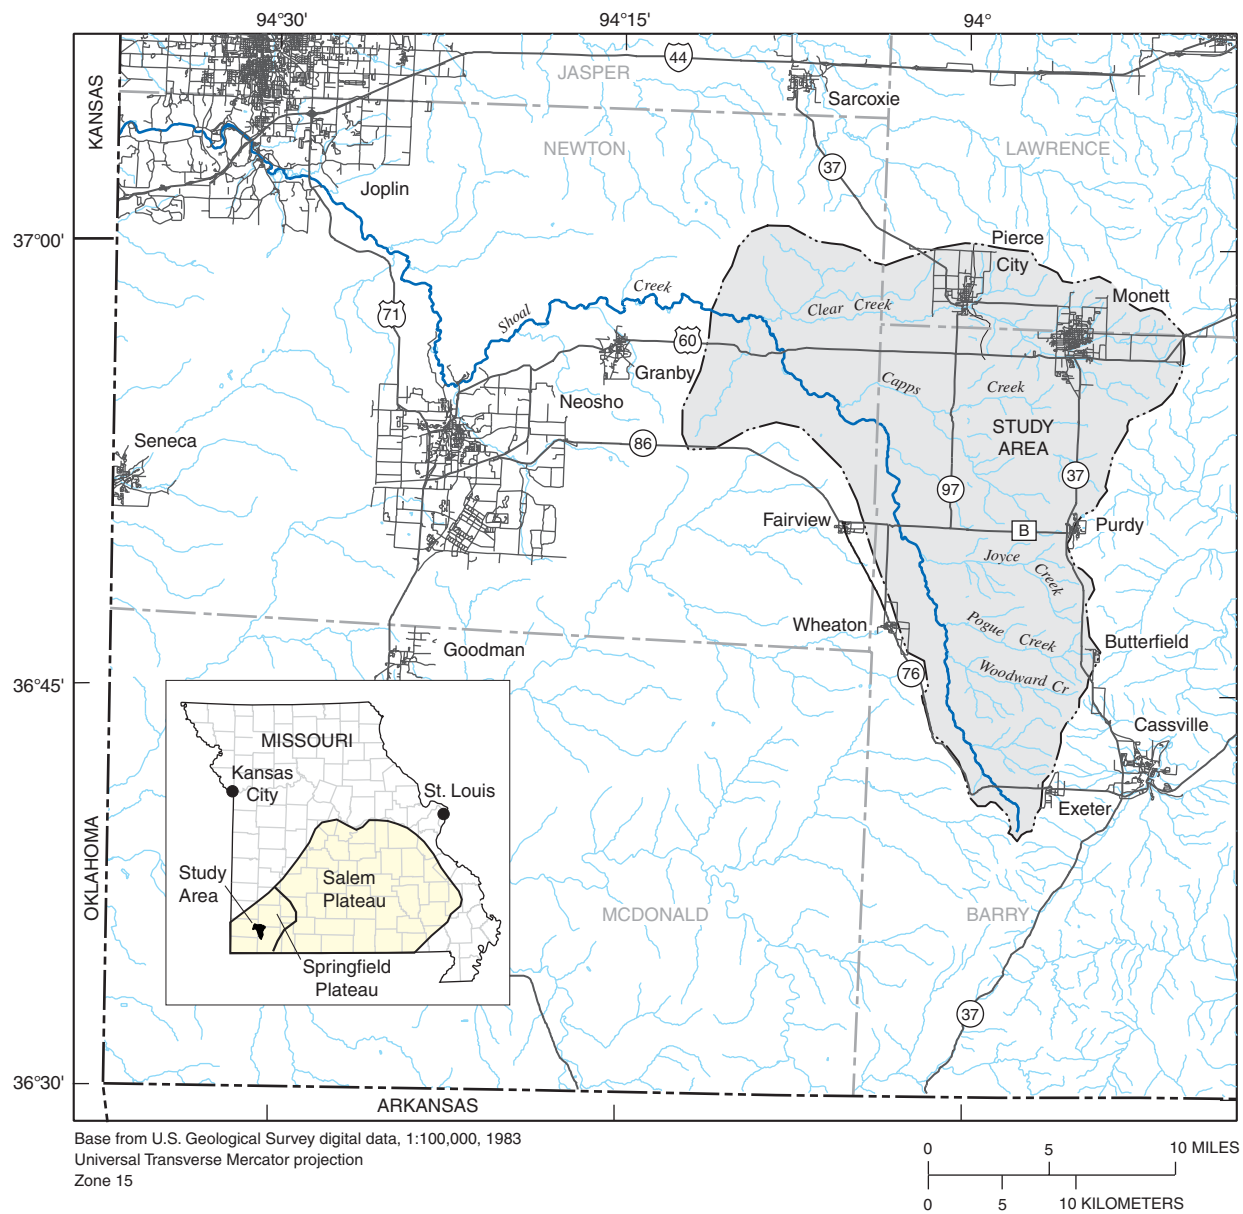 94°30'
94°15'
94°
KANSAS
44
JASPER
Sarcoxie
NEWTON
LAWRENCE
37
Joplin
37°00'
Pierce
City
Creek
Shoal
Clear Creek
Monett
71
60
Granby
Capps
Creek
Neosho
STUDY
AREA
Seneca
86
97
37
Fairview
B
Purdy
Joyce
Creek
Wheaton
Pogue Creek
Butterfield
Goodman
Woodward Cr
76
36°45'
Cassville
MISSOURI
Kansas
City
St. Louis
Exeter
OKLAHOMA
Study
Area
Salem
Plateau
MCDONALD
BARRY
Springfield
Plateau
37
36°30'
ARKANSAS
Base from U.S. Geological Survey digital data, 1:100,000, 1983
Universal Transverse Mercator projection
Zone 15
0 5 10 MILES
0 5 10 KILOMETERS